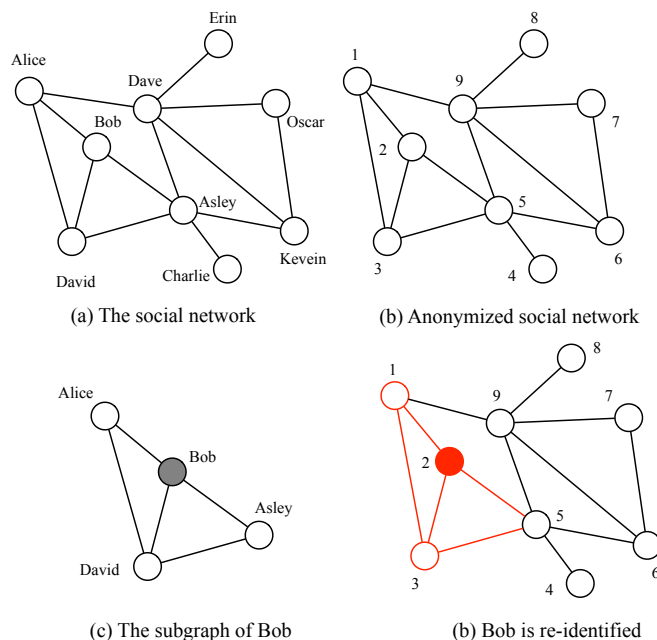 Erin
Alice
Dave
Bob
Oscar
Asley
David
Charlie
Kevein
(a) The social network
8
1
9
7
2
5
3
4
6
(b) Anonymized social network
Alice
Bob
Asley
David
(c) The subgraph of Bob
8
1
9
7
2
5
3
4
6
(b) Bob is re-identified